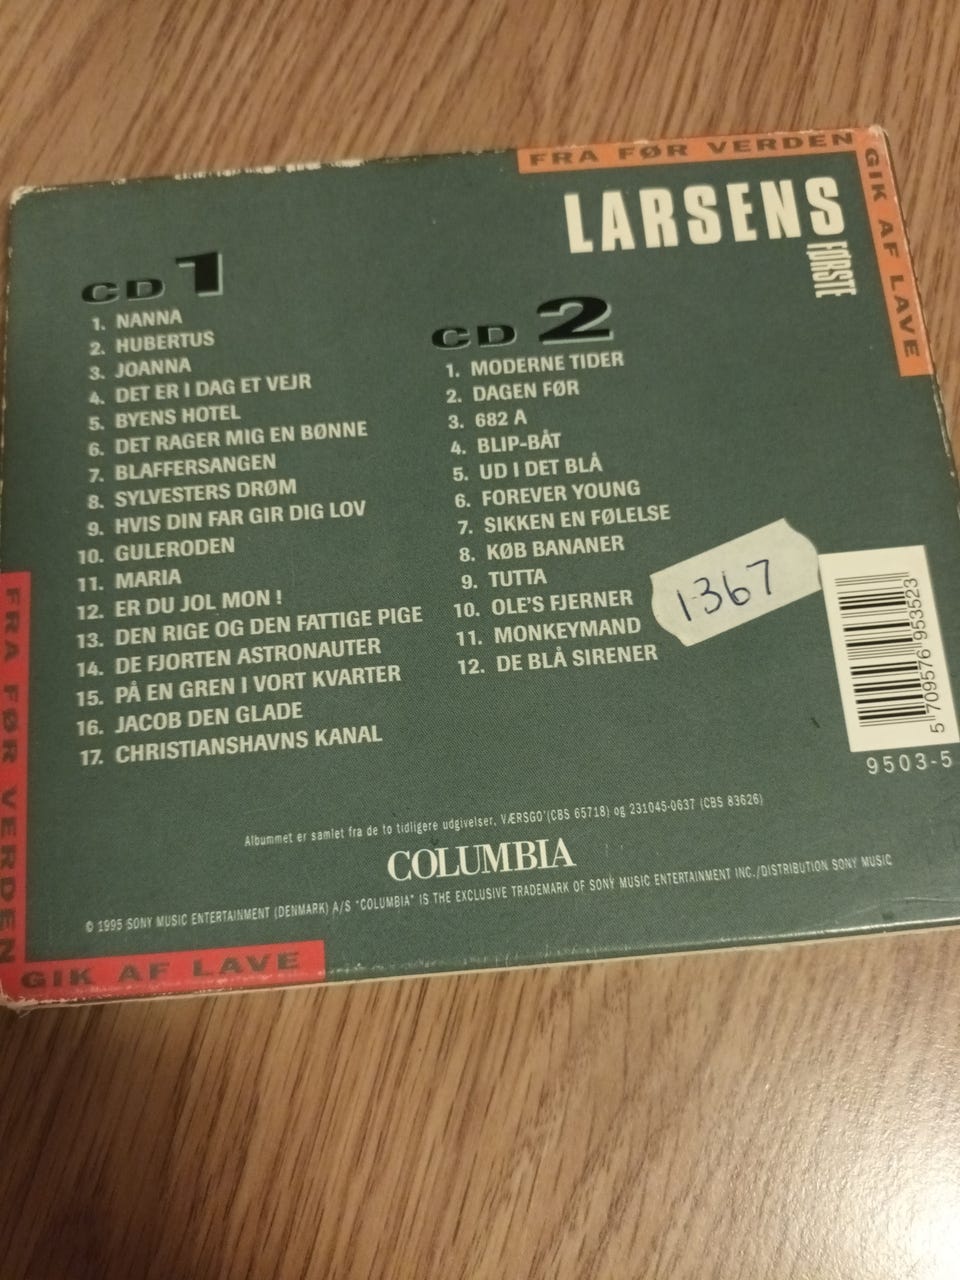 FRA FØR VERDEN
GIK AF LAVE
LARSENS
FØRSTE
CD 1
1. NANNA
2. HUBERTUS
3. JOANNA
4. DET ER I DAG ET VEJR
5. BYENS HOTEL
6. DET RAGER MIG EN BØNNE
7. BLAFFERSANGEN
8. SYLVESTERS DRØM
9. HVIS DIN FAR GIR DIG LOV
10. GULERODEN
11. MARIA
12. ER DU JOL MON !
13. DEN RIGE OG DEN FATTIGE PIGE
14. DE FJORTEN ASTRONAUTER
15. PÅ EN GREN I VORT KVARTER
16. JACOB DEN GLADE
17. CHRISTIANSHAVNS KANAL
CD 2
1. MODERNE TIDER
2. DAGEN FØR
3. 682 A
4. BLIP-BÅT
5. UD I DET BLÅ
6. FOREVER YOUNG
7. SIKKEN EN FØLELSE
8. KØB BANANER
9. TUTTA
10. OLE'S FJERNER
11. MONKEYMAND
12. DE BLÅ SIRENER
1367
5 709576 953523
9503-5
Albummet er samlet fra de to tidligere udgivelser, VÆRSGO'(CBS 65718) og 231045-0637 (CBS 83626)
COLUMBIA
© 1995 SONY MUSIC ENTERTAINMENT (DENMARK) A/S "COLUMBIA" IS THE EXCLUSIVE TRADEMARK OF SONY MUSIC ENTERTAINMENT INC./DISTRIBUTION SONY MUSIC
FRA FØR VERDEN
GIK AF LAVE